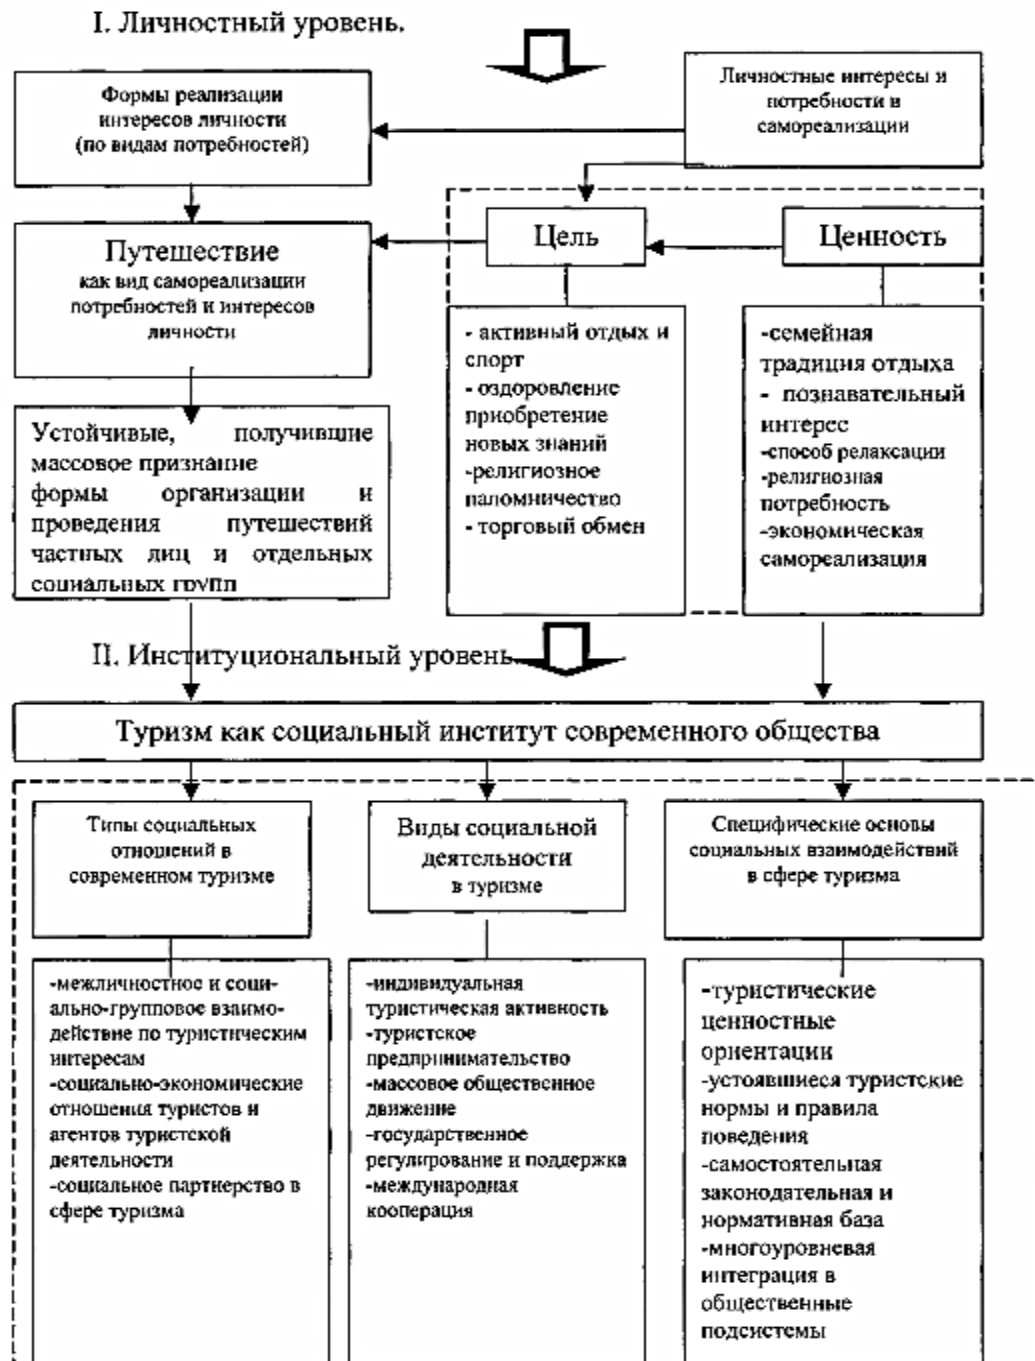 I. Личностный уровень.
Формы реализации
интересов личности
(по видам потребностей)
Личностные интересы и
потребности в
самореализации
Путешествие
как вид самореализации
потребностей и интересов
личности
Цель
Ценность
- активный отдых и
спорт
- оздоровление
приобретение
новых знаний
-религиозное
паломничество
- торговый обмен
-семейная
традиция отдыха
- познавательный
интерес
-способ релаксации
-религиозная
потребность
-экономическая
самореализация
Устойчивые, получившие
массовое признание
формы организации и
проведения путешествий
частных лиц и отдельных
социальных групп
II. Институциональный уровень
Туризм как социальный институт современного общества
Типы социальных
отношений в
современном туризме
Виды социальной
деятельности
в туризме
Специфические основы
социальных взаимодействий
в сфере туризма
-межличностное и соци-
ально-групповое взаимо-
действие по туристическим
интересам
-социально-экономические
отношения туристов и
агентов туристской
деятельности
-социальное партнерство в
сфере туризма
-индивидуальная
туристическая активность
-туристское
предпринимательство
-массовое общественное
движение
-государственное
регулирование и поддержка
-международная
кооперация
-туристические
ценностные
ориентации
-устоявшиеся туристские
нормы и правила
поведения
-самостоятельная
законодательная и
нормативная база
-многоуровневая
интеграция в
общественные
подсистемы